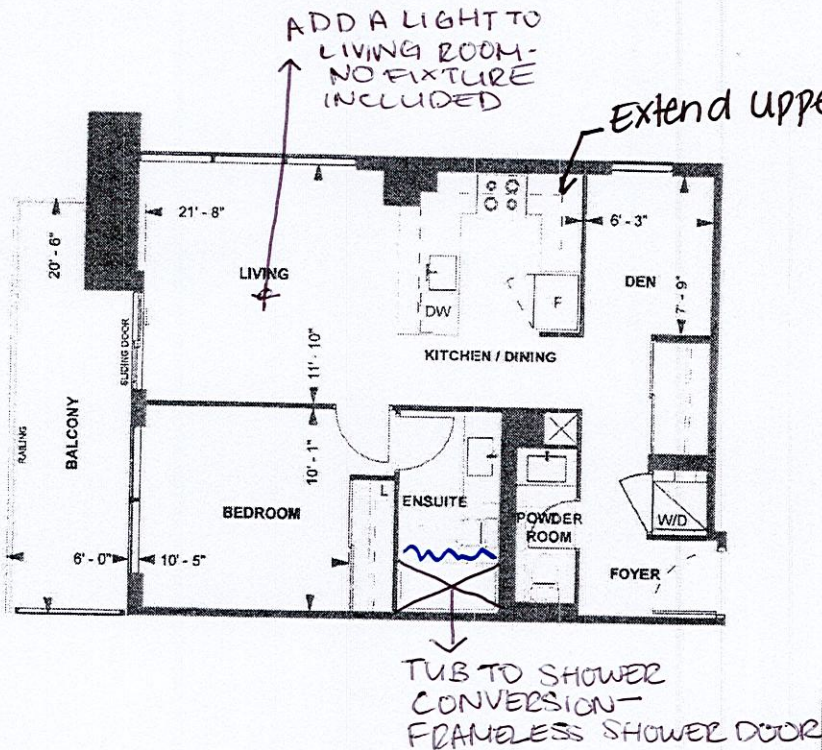 ADD A LIGHT TO
LIVING ROOM-
NO FIXTURE
INCLUDED
Extend Uppe
21' - 8"
20' - 6"
6' - 3"
LIVING
DEN
F
DW
7' - 9"
SLIDING DOOR
KITCHEN / DINING
11' - 10"
RAILING
BALCONY
10' - 1"
L
ENSUITE
BEDROOM
POWDER
ROOM
W/D
6' - 0"
10' - 5"
FOYER
TUB TO SHOWER
CONVERSION-
FRAMELESS SHOWER DOOR